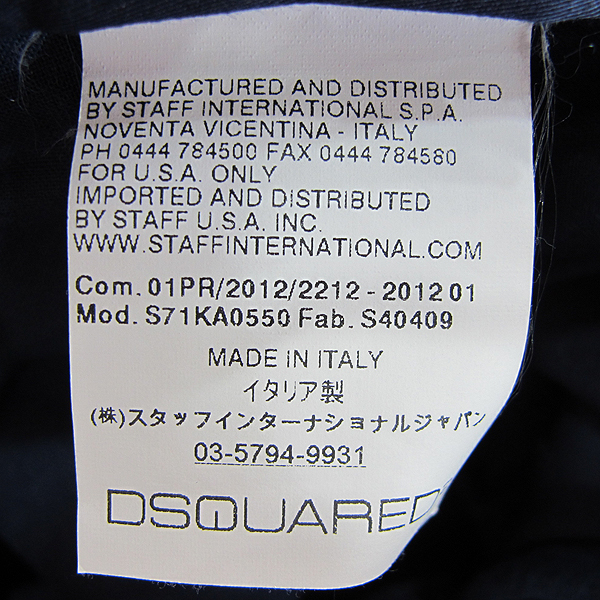 MANUFACTURED AND DISTRIBUTED
BY STAFF INTERNATIONAL S.P.A.
NOVENTA VICENTINA - ITALY
PH 0444 784500 FAX 0444 784580
FOR U.S.A. ONLY
IMPORTED AND DISTRIBUTED
BY STAFF U.S.A. INC.
WWW.STAFFINTERNATIONAL.COM
Com. 01PR/2012/2212 - 2012 01
Mod. S71KA0550 Fab. S40409
MADE IN ITALY
イタリア製
(株)スタッフインターナショナルジャパン
03-5794-9931
DSQUARED